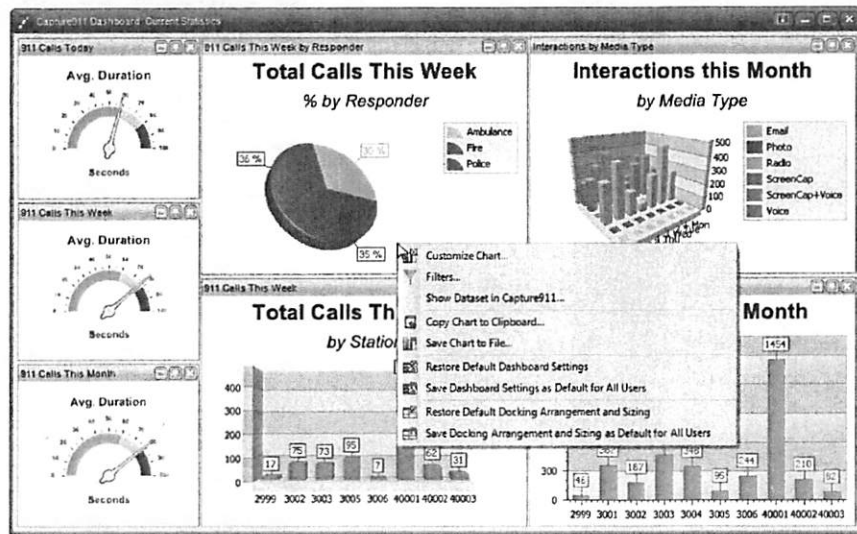 Capture911 Dashboard: Current Statistics
911 Calls Today
Avg. Duration
Seconds
911 Calls This Week
Avg. Duration
Seconds
911 Calls This Month
Avg. Duration
Seconds
911 Calls This Week by Responder
Total Calls This Week
% by Responder
36 %
35 %
Ambulance
Fire
Police
Interactions by Media Type
Interactions this Month
by Media Type
500
400
300
200
100
0
Mon
Email
Photo
Radio
ScreenCap
ScreenCap+Voice
Voice
911 Calls This Week
Total Calls Th
by Station
400
300
200
100
0
17
75
73
95
7
62
31
2999 3002 3003 3005 3006 40001 40002 40003
Customize Chart...
Filters...
Show Dataset in Capture911...
Copy Chart to Clipboard...
Save Chart to File...
Restore Default Dashboard Settings
Save Dashboard Settings as Default for All Users
Restore Default Docking Arrangement and Sizing
Save Docking Arrangement and Sizing as Default for All Users
Month
1454
300
0
46
167
348
95
244
210
82
2999 3001 3002 3003 3004 3005 3006 40001 40002 40003